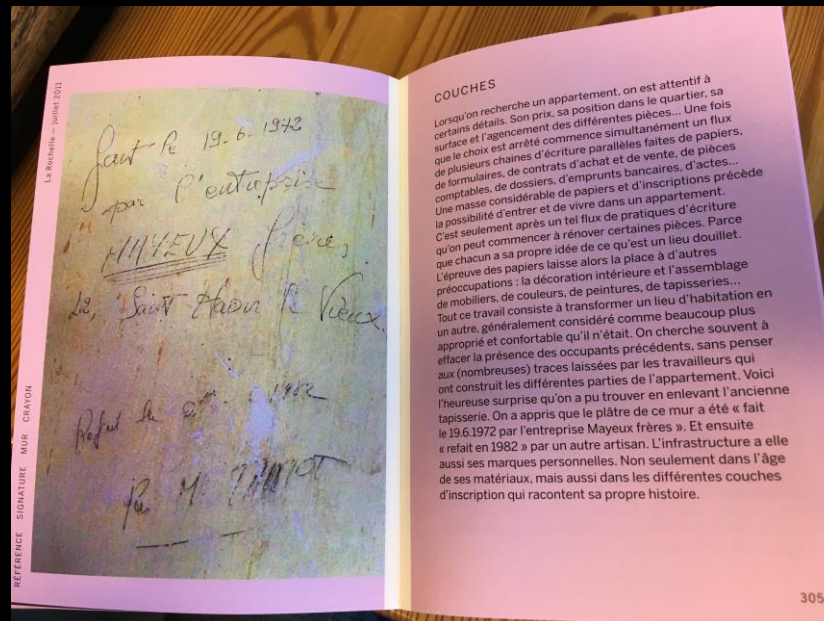 La Rochelle — juillet 2011
fait le 19-6-1972
par l'entreprise
MAYEUX frères
42, Saint Haon le Vieux
Refait le 1982
par M
RÉFÉRENCE SIGNATURE MUR CRAYON
COUCHES
Lorsqu'on recherche un appartement, on est attentif à
certains détails. Son prix, sa position dans le quartier, sa
surface et l'agencement des différentes pièces... Une fois
que le choix est arrêté commence simultanément un flux
de plusieurs chaines d'écriture parallèles faites de papiers,
de formulaires, de contrats d'achat et de vente, de pièces
comptables, de dossiers, d'emprunts bancaires, d'actes...
Une masse considérable de papiers et d'inscriptions précède
la possibilité d'entrer et de vivre dans un appartement.
C'est seulement après un tel flux de pratiques d'écriture
qu'on peut commencer à rénover certaines pièces. Parce
que chacun a sa propre idée de ce qu'est un lieu douillet.
L'épreuve des papiers laisse alors la place à d'autres
préoccupations : la décoration intérieure et l'assemblage
de mobiliers, de couleurs, de peintures, de tapisseries...
Tout ce travail consiste à transformer un lieu d'habitation en
un autre, généralement considéré comme beaucoup plus
approprié et confortable qu'il n'était. On cherche souvent à
effacer la présence des occupants précédents, sans penser
aux (nombreuses) traces laissées par les travailleurs qui
ont construit les différentes parties de l'appartement. Voici
l'heureuse surprise qu'on a pu trouver en enlevant l'ancienne
tapisserie. On a appris que le plâtre de ce mur a été « fait
le 19.6.1972 par l'entreprise Mayeux frères ». Et ensuite
« refait en 1982 » par un autre artisan. L'infrastructure a elle
aussi ses marques personnelles. Non seulement dans l'âge
de ses matériaux, mais aussi dans les différentes couches
d'inscription qui racontent sa propre histoire.
305